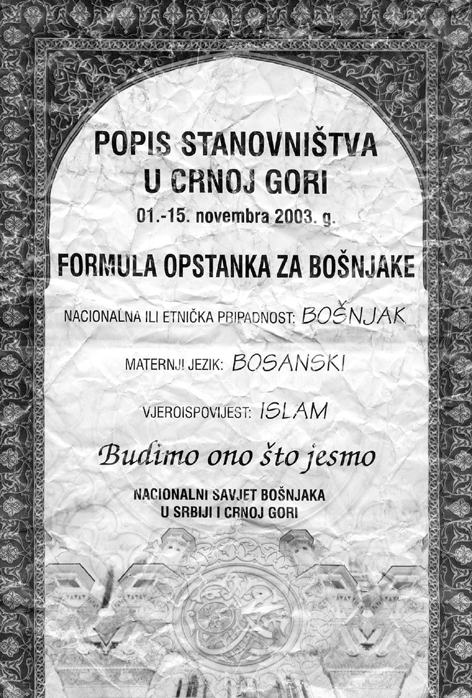 POPIS STANOVNIŠTVA
U CRNOJ GORI
01.-15. novembra 2003. g.
FORMULA OPSTANKA ZA BOŠNJAKE
NACIONALNA ILI ETNIČKA PRIPADNOST: BOŠNJAK
MATERNJI JEZIK: BOSANSKI
VJEROISPOVIJEST: ISLAM
Budimo ono što jesmo
NACIONALNI SAVJET BOŠNJAKA
U SRBIJI I CRNOJ GORI